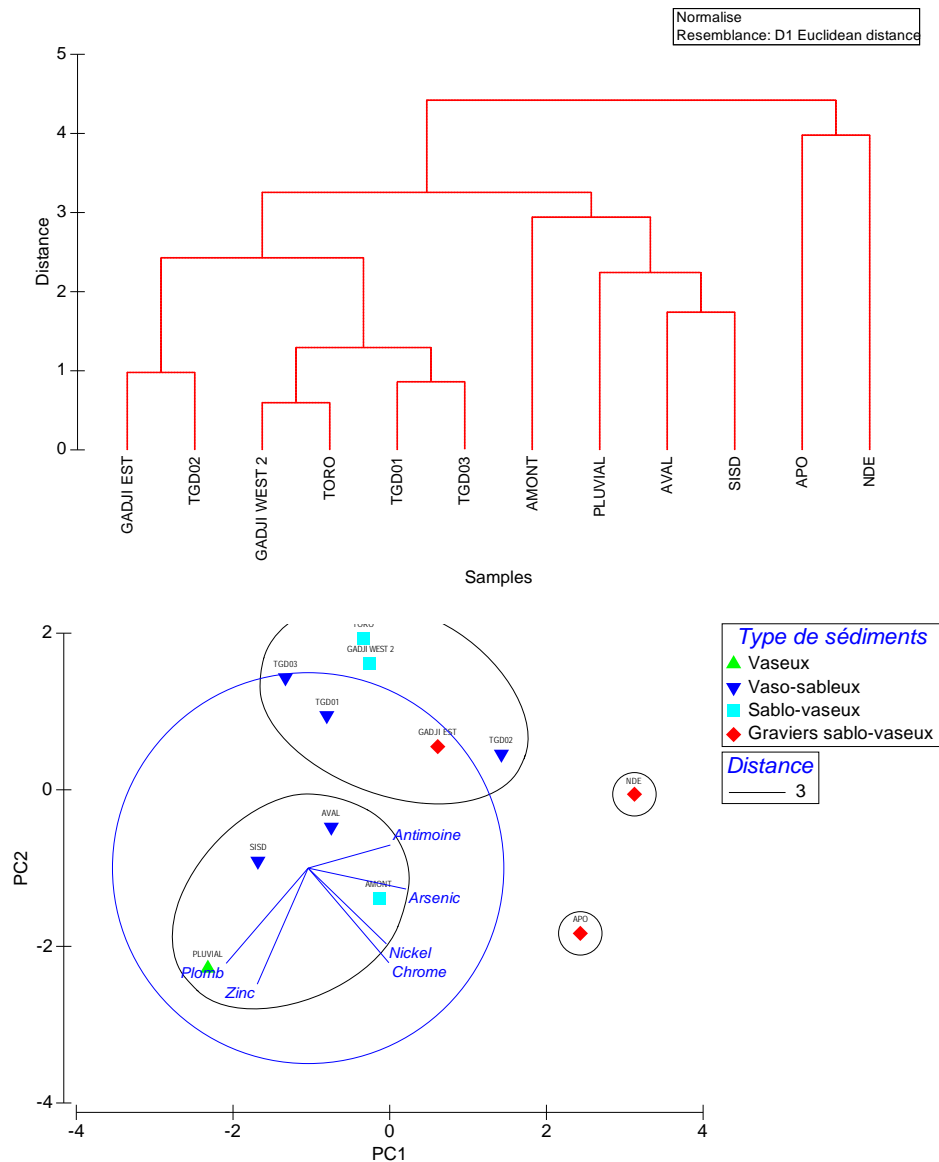 Normalise
Resemblance: D1 Euclidean distance
5
4
3
2
1
0
Distance
GADJI EST
TGD02
GADJI WEST 2
TORO
TGD01
TGD03
AMONT
PLUVIAL
AVAL
SISD
APO
NDE
Samples
2
0
-2
-4
PC2
TORO
GADJI WEST 2
TGD03
TGD01
GADJI EST
TGD02
NDE
AVAL
Antimoine
SISD
AMONT
Arsenic
APO
PLUVIAL
Nickel
Plomb
Chrome
Zinc
-4
-2
0
2
4
PC1
Type de sédiments
Vaseux
Vaso-sableux
Sablo-vaseux
Graviers sablo-vaseux
Distance
3